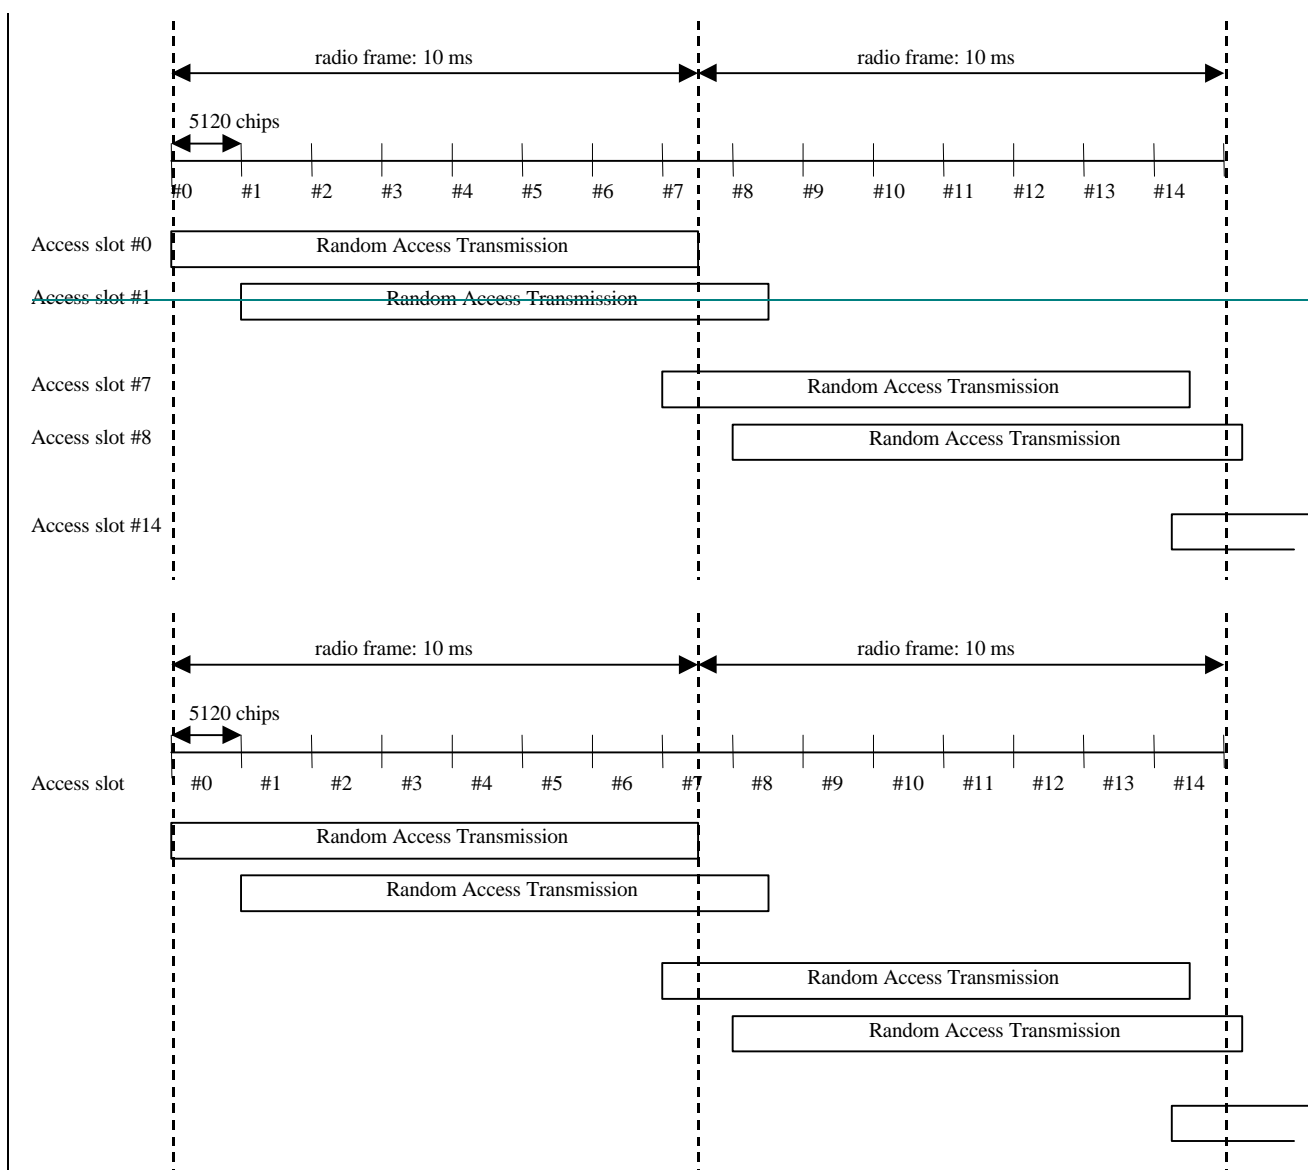 radio frame: 10 ms radio frame: 10 ms
5120 chips
#0 #1 #2 #3 #4 #5 #6 #7 #8 #9 #10 #11 #12 #13 #14
Access slot #0 Random Access Transmission
Access slot #1 Random Access Transmission
Access slot #7 Random Access Transmission
Access slot #8 Random Access Transmission
Access slot #14
radio frame: 10 ms radio frame: 10 ms
5120 chips
Access slot #0 #1 #2 #3 #4 #5 #6 #7 #8 #9 #10 #11 #12 #13 #14
Random Access Transmission
Random Access Transmission
Random Access Transmission
Random Access Transmission